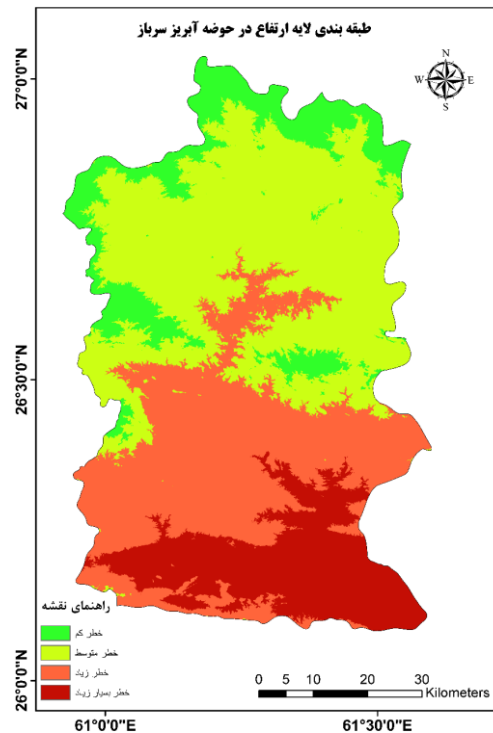 طبقه بندی لایه ارتفاع در حوضه آبریز سرباز
N
W E
S
27°0'0"N
26°30'0"N
26°0'0"N
راهنمای نقشه
خطر کم
خطر متوسط
خطر زیاد
خطر بسیار زیاد
0 5 10 20 30
Kilometers
61°0'0"E 61°30'0"E